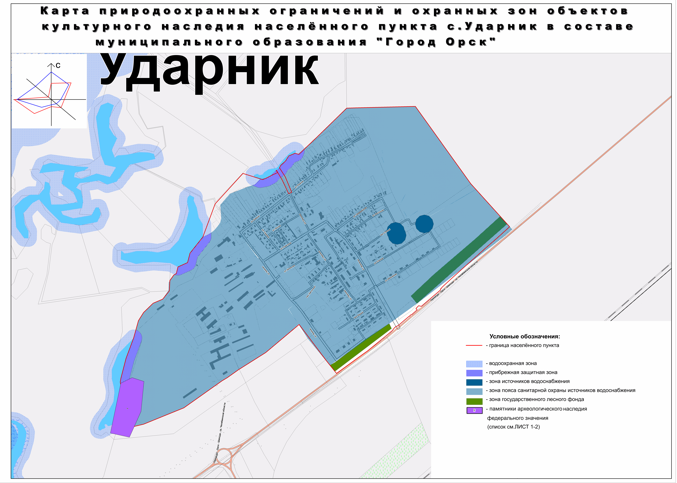 Карта природоохранных ограничений и охранных зон объектов
культурного наследия населённого пункта с.Ударник в составе
муниципального образования "Город Орск"
Ударник
С
Условные обозначения:
- граница населённого пункта
- водоохранная зона
- прибрежная защитная зона
- зона источников водоснабжения
- зона пояса санитарной охраны источников водоснабжения
- зона государственного лесного фонда
- памятники археологического наследия
федерального значения
(список см.ЛИСТ 1-2)